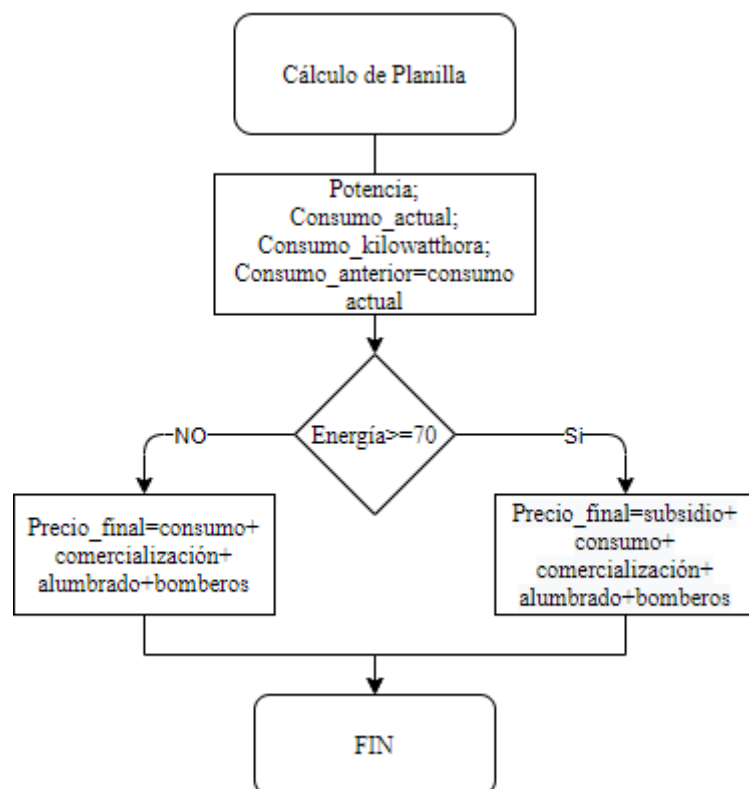 Cálculo de Planilla
Potencia;
Consumo_actual;
Consumo_kilowatthora;
Consumo_anterior=consumo
actual
Energía>=70
NO
Si
Precio_final=consumo+
comercialización+
alumbrado+bomberos
Precio_final=subsidio+
consumo+
comercialización+
alumbrado+bomberos
FIN